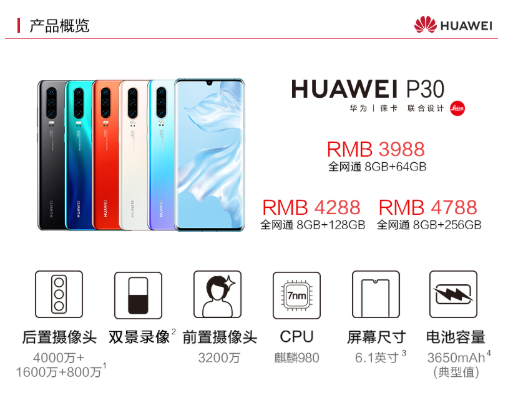 产品概览
HUAWEI
HUAWEI P30
华为 | 徕卡 联合设计
RMB 3988
全网通 8GB+64GB
RMB 4288
全网通 8GB+128GB
RMB 4788
全网通 8GB+256GB
7nm
后置摄像头
4000万+
1600万+800万1
双景录像2
前置摄像头
3200万
CPU
麒麟980
屏幕尺寸
6.1英寸3
电池容量
3650mAh4
(典型值)